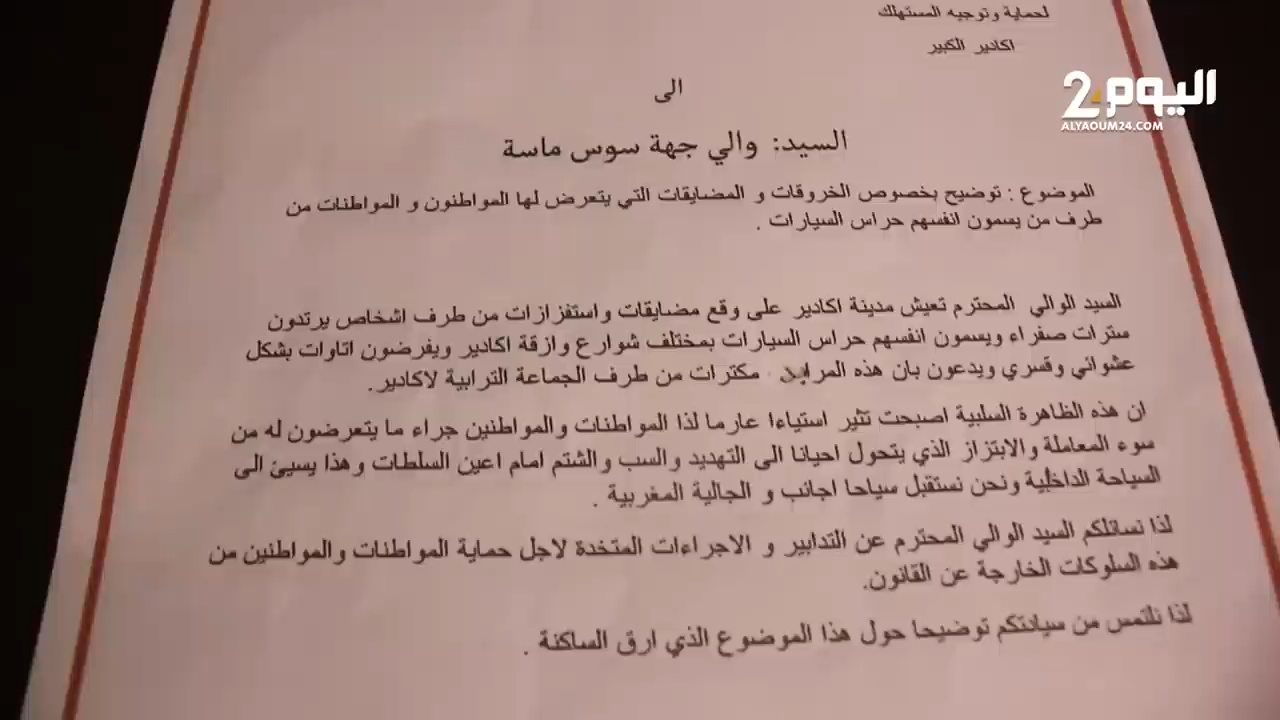 لحماية وتوجيه المستهلك
اكادير الكبير
اليوم24
ALYAOUM24.COM
الى
السيد: والي جهة سوس ماسة
الموضوع : توضيح بخصوص الخروقات و المضايقات التي يتعرض لها المواطنون و المواطنات من
طرف من يسمون انفسهم حراس السيارات .
السيد الوالي المحترم تعيش مدينة اكادير على وقع مضايقات واستفزازات من طرف اشخاص يرتدون
سترات صفراء ويسمون انفسهم حراس السيارات بمختلف شوارع وازقة اكادير ويفرضون اتاوات بشكل
عشوائي وقسري ويدعون بان هذه مكترات من طرف الجماعة الترابية لاكادير.
ان هذه الظاهرة السلبية اصبحت تثير استياءا عارما لذا المواطنات والمواطنين جراء ما يتعرضون له من
سوء المعاملة والابتزاز الذي يتحول احيانا الى التهديد والسب والشتم امام اعين السلطات وهذا يسيئ الى
السياحة الداخلية ونحن نستقبل سياحا اجانب و الجالية المغربية .
لذا نسائلكم السيد الوالي المحترم عن التدابير و الاجراءات المتخدة لاجل حماية المواطنات والمواطنين من
هذه السلوكات الخارجة عن القانون.
لذا نلتمس من سيادتكم توضيحا حول هذا الموضوع الذي ارق الساكنة .